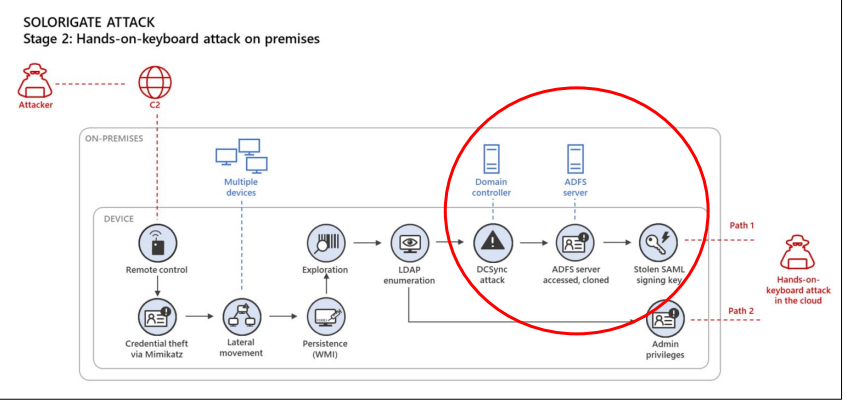 SOLORIGATE ATTACK
Stage 2: Hands-on-keyboard attack on premises
Attacker
C2
ON-PREMISES
Multiple
devices
Domain
controller
ADFS
server
DEVICE
Remote control
Exploration
LDAP
enumeration
DCSync
attack
ADFS server
accessed, cloned
Stolen SAML
signing key
Path 1
Hands-on-
keyboard attack
in the cloud
Path 2
Credential theft
via Mimikatz
Lateral
movement
Persistence
(WMI)
Admin
privileges